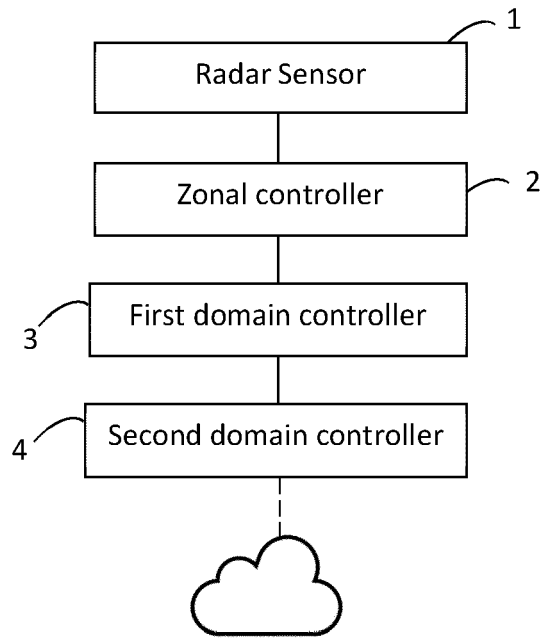 1
Radar Sensor
Zonal controller
2
First domain controller
3
Second domain controller
4